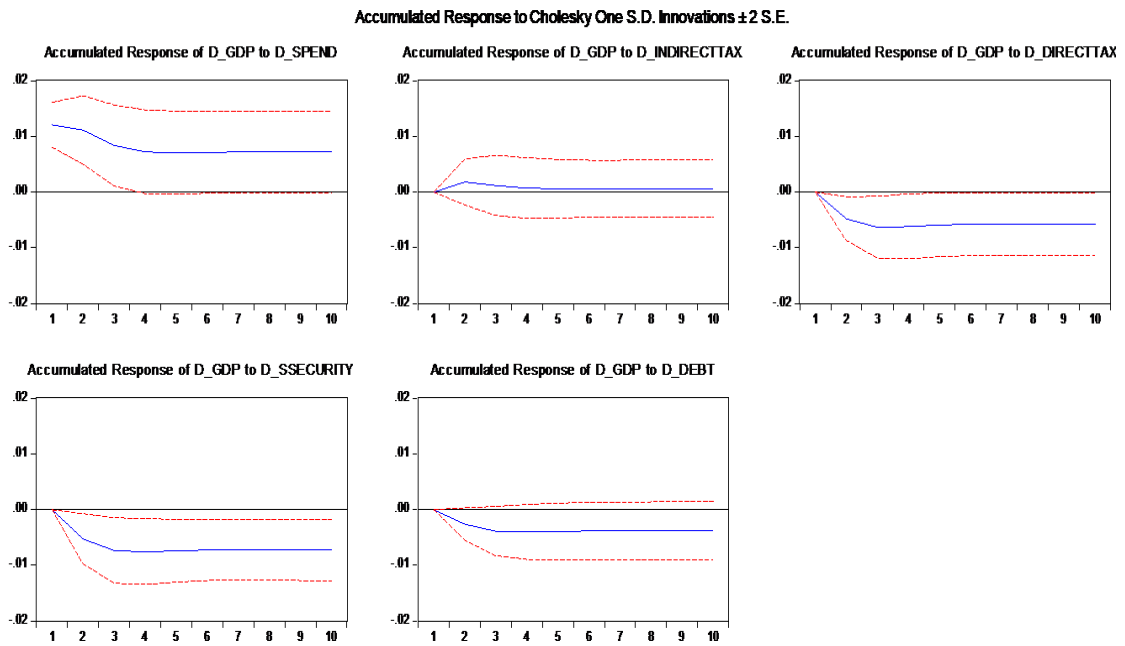 Accumulated Response to Cholesky One S.D. Innovations ± 2 S.E.
Accumulated Response of D_GDP to D_SPEND
.02
.01
.00
-.01
-.02
1 2 3 4 5 6 7 8 9 10
Accumulated Response of D_GDP to D_INDIRECTTAX
.02
.01
.00
-.01
-.02
1 2 3 4 5 6 7 8 9 10
Accumulated Response of D_GDP to D_DIRECTTAX
.02
.01
.00
-.01
-.02
1 2 3 4 5 6 7 8 9 10
Accumulated Response of D_GDP to D_SSECURITY
.02
.01
.00
-.01
-.02
1 2 3 4 5 6 7 8 9 10
Accumulated Response of D_GDP to D_DEBT
.02
.01
.00
-.01
-.02
1 2 3 4 5 6 7 8 9 10